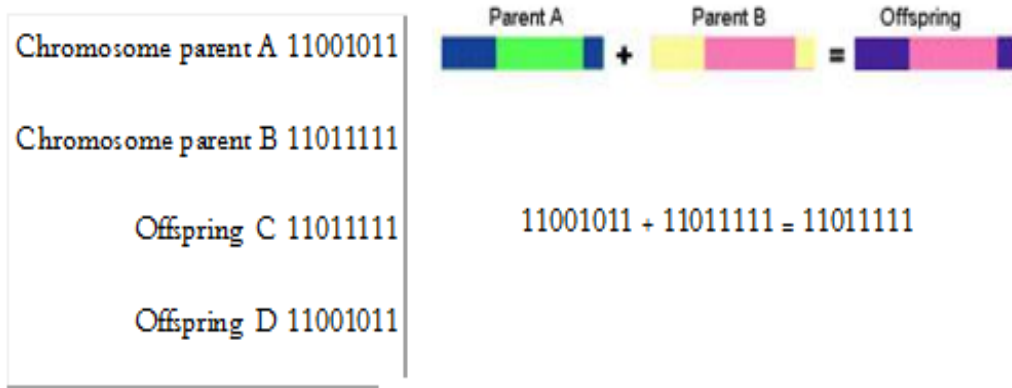 Chromosome parent A 11001011
Chromosome parent B 11011111
Offspring C 11011111
Offspring D 11001011
Parent A Parent B Offspring
+ =
11001011 + 11011111 = 11011111